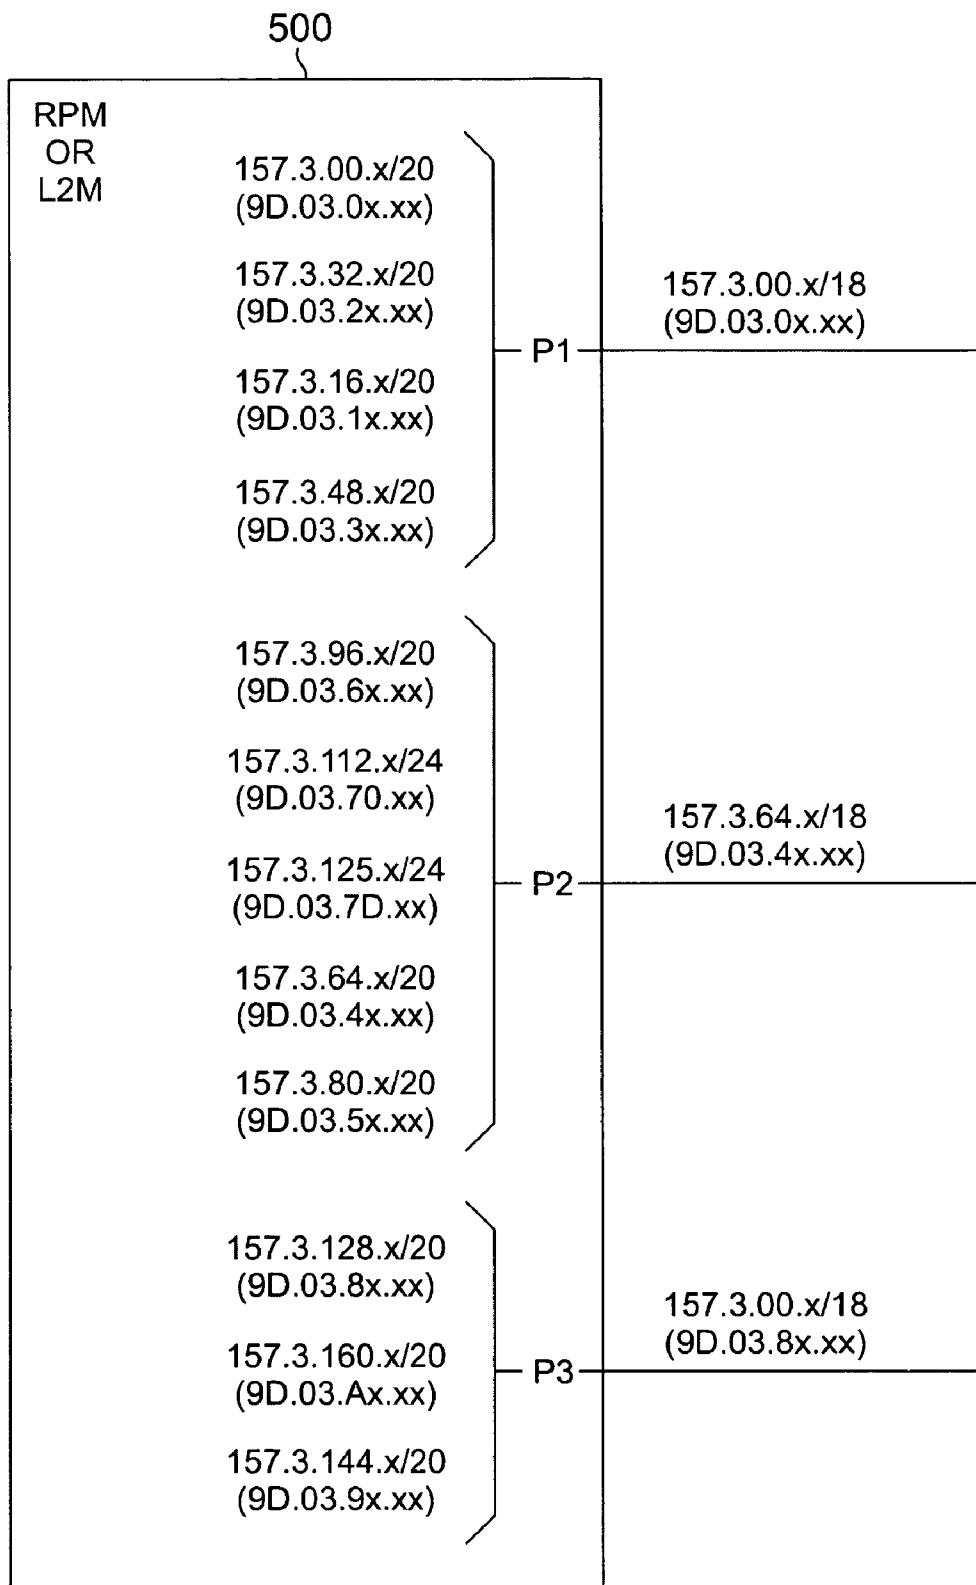 500
RPM
OR
L2M
157.3.00.x/20
(9D.03.0x.xx)
157.3.32.x/20
(9D.03.2x.xx)
157.3.16.x/20
(9D.03.1x.xx)
157.3.48.x/20
(9D.03.3x.xx)
P1
157.3.00.x/18
(9D.03.0x.xx)
157.3.96.x/20
(9D.03.6x.xx)
157.3.112.x/24
(9D.03.70.xx)
157.3.125.x/24
(9D.03.7D.xx)
157.3.64.x/20
(9D.03.4x.xx)
157.3.80.x/20
(9D.03.5x.xx)
P2
157.3.64.x/18
(9D.03.4x.xx)
157.3.128.x/20
(9D.03.8x.xx)
157.3.160.x/20
(9D.03.Ax.xx)
157.3.144.x/20
(9D.03.9x.xx)
P3
157.3.00.x/18
(9D.03.8x.xx)